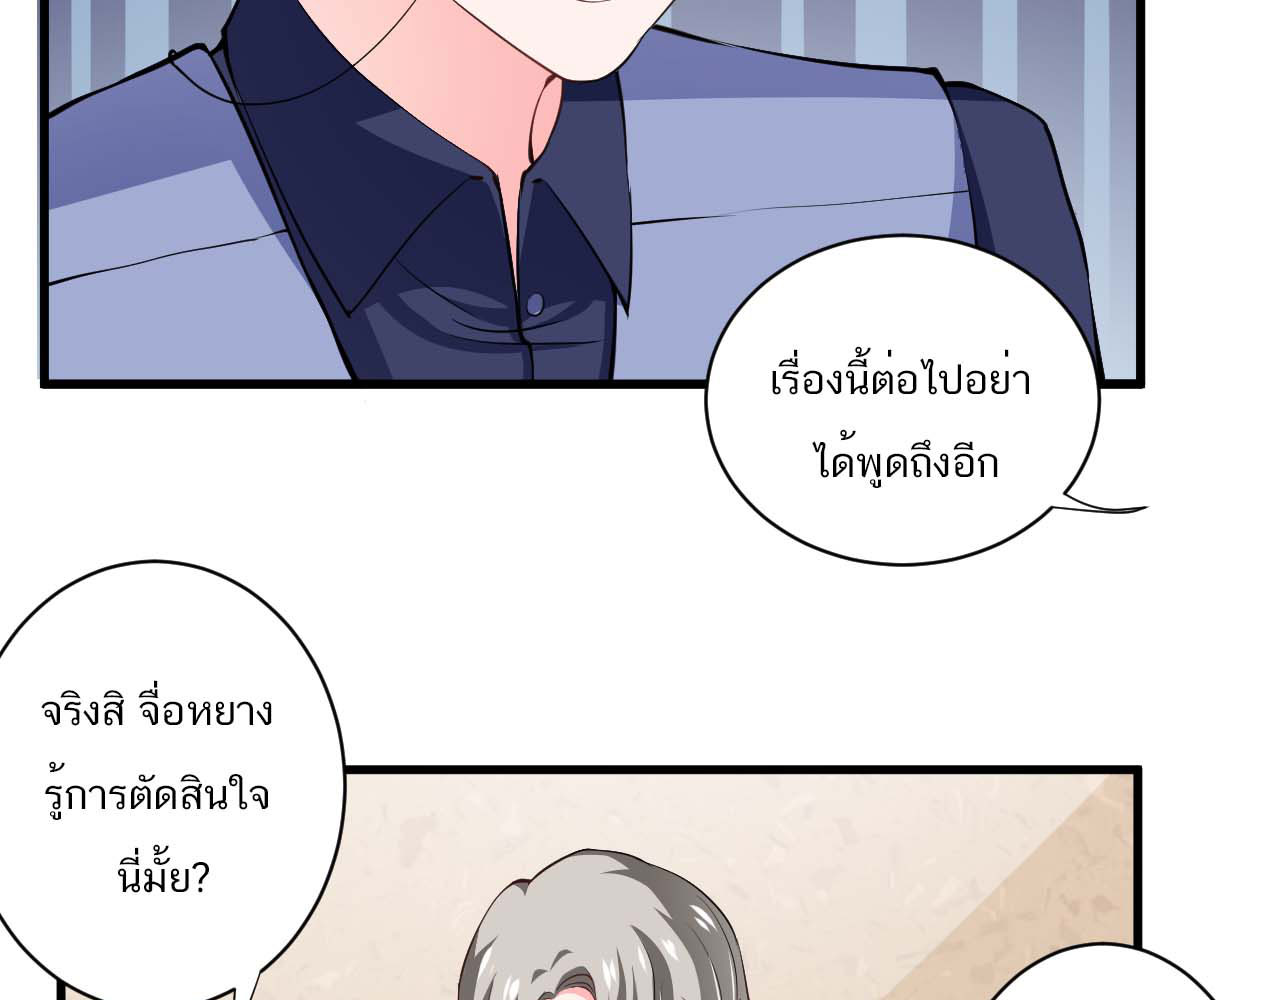 เรื่องนี้ต่อไปอย่า
ได้พูดถึงอีก
จริงสิ จื่อหยาง
รู้การตัดสินใจ
นี่มั้ย?